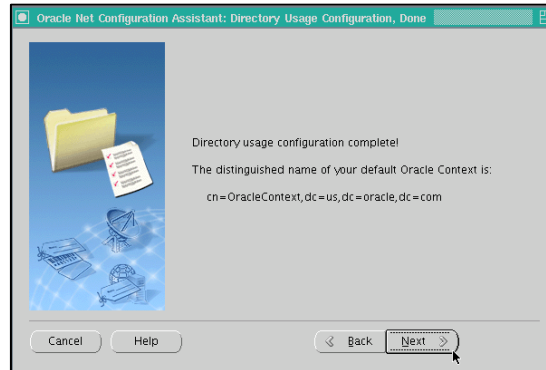 Oracle Net Configuration Assistant: Directory Usage Configuration, Done
Directory usage configuration complete!
The distinguished name of your default Oracle Context is:
cn=OracleContext,dc=us,dc=oracle,dc=com
Cancel
Help
Back
Next